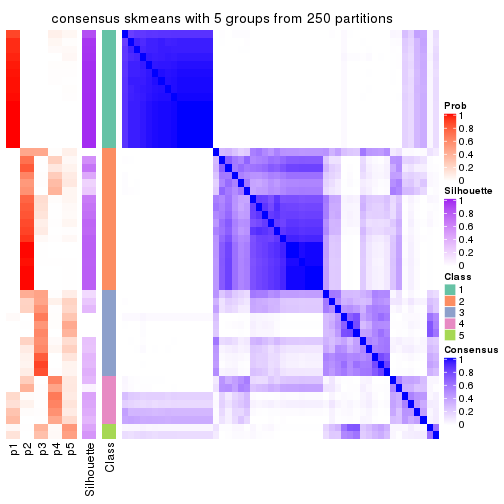 consensus skmeans with 5 groups from 250 partitions
p1
p2
p3
p4
p5
Silhouette
Class
Prob
1
0.8
0.6
0.4
0.2
0
Silhouette
1
0.8
0.6
0.4
0.2
0
Class
1
2
3
4
5
Consensus
1
0.8
0.6
0.4
0.2
0